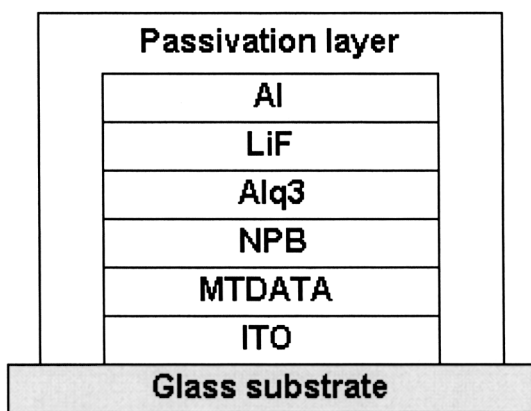 Passivation layer
Al
LiF
Alq3
NPB
MTDATA
ITO
Glass substrate